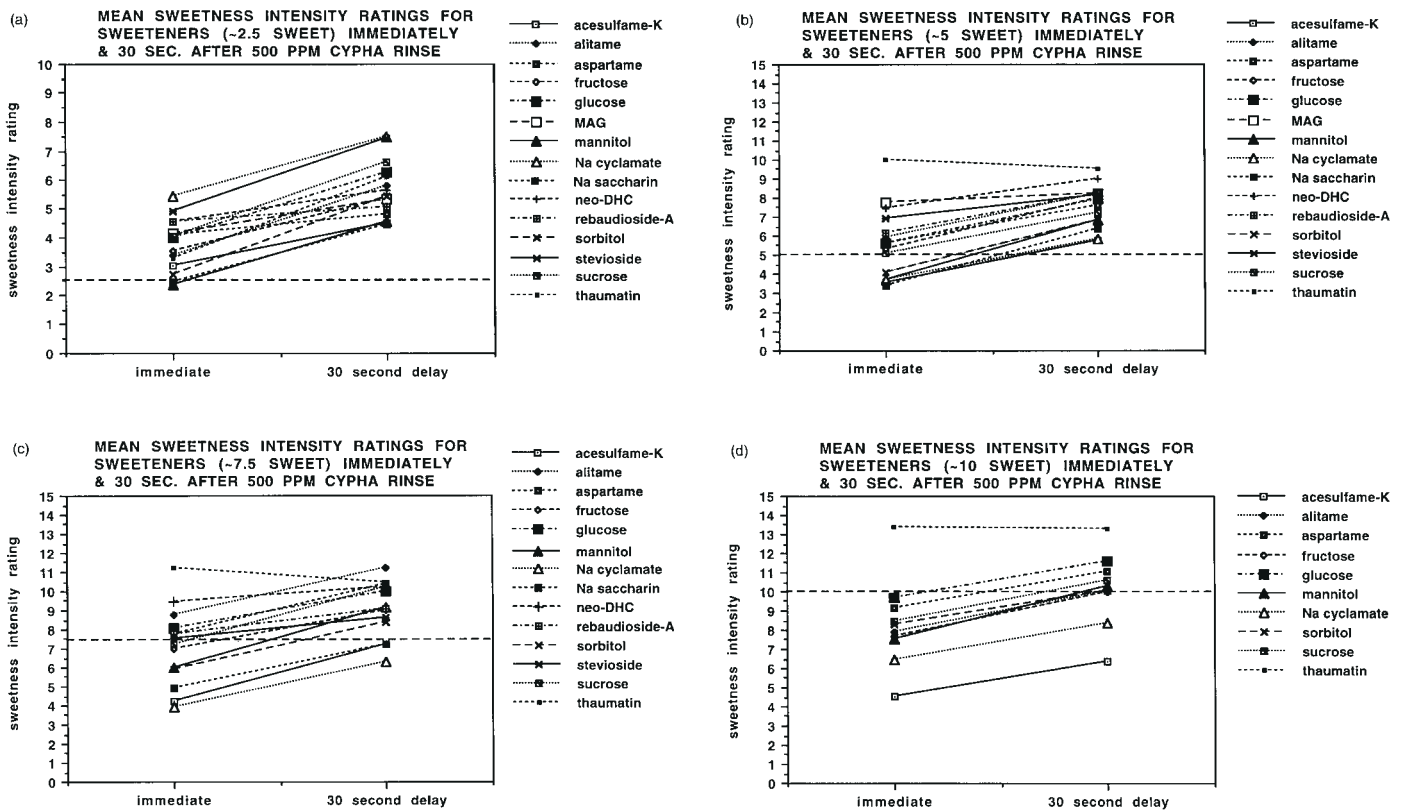 (a)
MEAN SWEETNESS INTENSITY RATINGS FOR
SWEETENERS (~2.5 SWEET) IMMEDIATELY
& 30 SEC. AFTER 500 PPM CYPHA RINSE
sweetness intensity rating
10
9
8
7
6
5
4
3
2
1
0
immediate
30 second delay
acesulfame-K
alitame
aspartame
fructose
glucose
MAG
mannitol
Na cyclamate
Na saccharin
neo-DHC
rebaudioside-A
sorbitol
stevioside
sucrose
thaumatin
(b)
MEAN SWEETNESS INTENSITY RATINGS FOR
SWEETENERS (~5 SWEET) IMMEDIATELY
& 30 SEC. AFTER 500 PPM CYPHA RINSE
sweetness intensity rating
15
14
13
12
11
10
9
8
7
6
5
4
3
2
1
0
immediate
30 second delay
acesulfame-K
alitame
aspartame
fructose
glucose
MAG
mannitol
Na cyclamate
Na saccharin
neo-DHC
rebaudioside-A
sorbitol
stevioside
sucrose
thaumatin
(c)
MEAN SWEETNESS INTENSITY RATINGS FOR
SWEETENERS (~7.5 SWEET) IMMEDIATELY
& 30 SEC. AFTER 500 PPM CYPHA RINSE
sweetness intensity rating
15
14
13
12
11
10
9
8
7
6
5
4
3
2
1
0
immediate
30 second delay
acesulfame-K
alitame
aspartame
fructose
glucose
mannitol
Na cyclamate
Na saccharin
neo-DHC
rebaudioside-A
sorbitol
stevioside
sucrose
thaumatin
(d)
MEAN SWEETNESS INTENSITY RATINGS FOR
SWEETENERS (~10 SWEET) IMMEDIATELY
& 30 SEC. AFTER 500 PPM CYPHA RINSE
sweetness intensity rating
15
14
13
12
11
10
9
8
7
6
5
4
3
2
1
0
immediate
30 second delay
acesulfame-K
alitame
aspartame
fructose
glucose
mannitol
Na cyclamate
sorbitol
sucrose
thaumatin